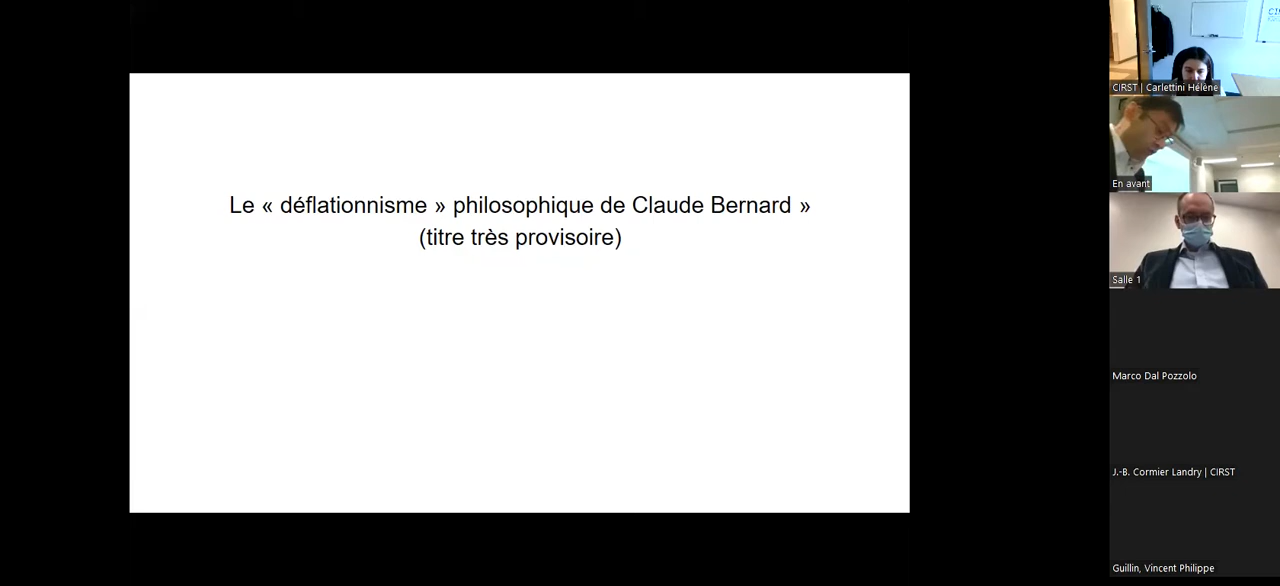 Le « déflationnisme » philosophique de Claude Bernard »
(titre très provisoire)
CIRST | Carlettini Hélène
En avant
Salle 1
Marco Dal Pozzolo
J.-B. Cormier Landry | CIRST
Guillin, Vincent Philippe